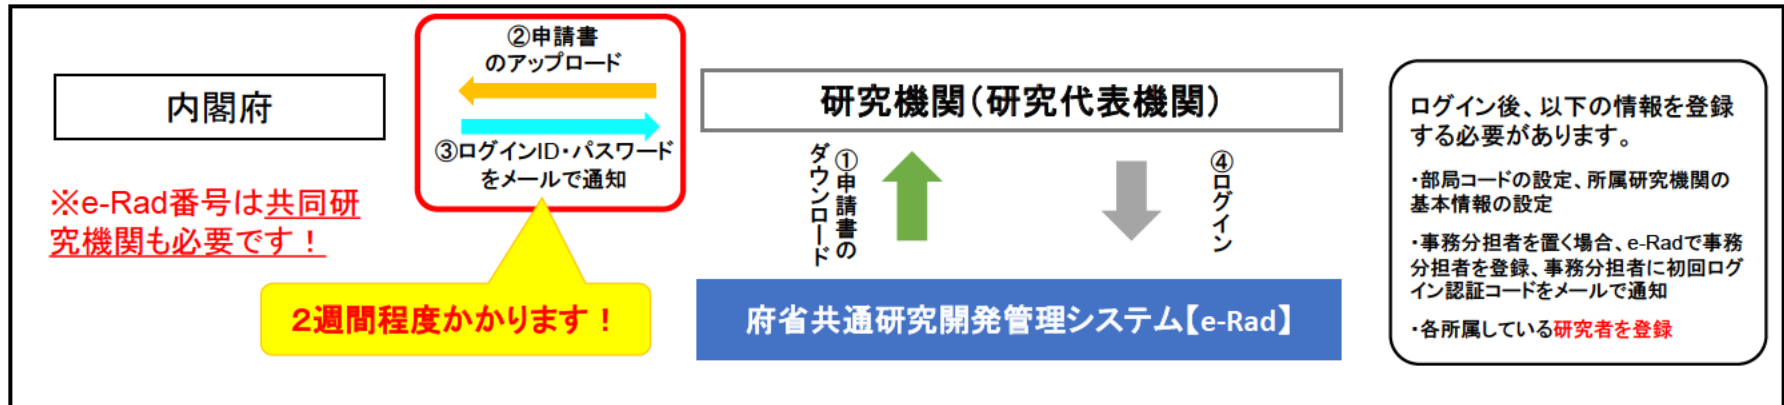 ②申請書
のアップロード
内閣府
③ログインID・パスワード
をメールで通知
※e-Rad番号は共同研
究機関も必要です！
2週間程度かかります！
研究機関（研究代表機関）
①申請書の
ダウンロード
④ログイン
府省共通研究開発管理システム【e-Rad】
ログイン後、以下の情報を登録
する必要があります。
・部局コードの設定、所属研究機関の
基本情報の設定
・事務分担者を置く場合、e-Radで事務
分担者を登録、事務分担者に初回ログ
イン認証コードをメールで通知
・各所属している研究者を登録